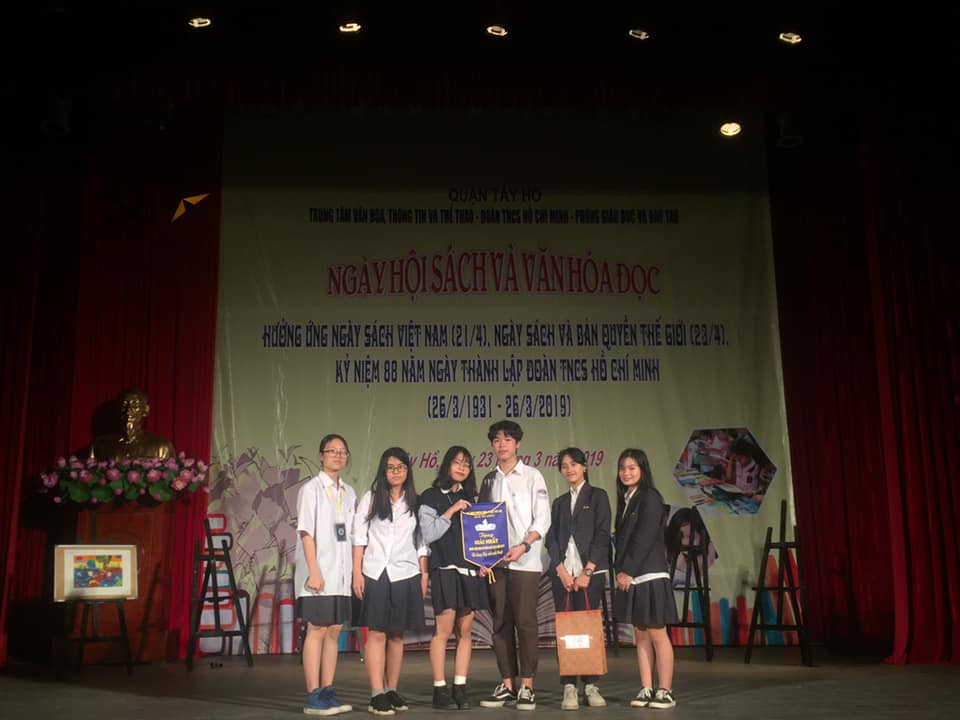 QUẬN TÂY HỒ
TRUNG TÂM VĂN HÓA, THÔNG TIN VÀ THỂ THAO - ĐOÀN TNCS HỒ CHÍ MINH - PHÒNG GIÁO DỤC VÀ ĐÀO TẠO
NGÀY HỘI SÁCH VÀ VĂN HÓA ĐỌC
HƯỞNG ỨNG NGÀY SÁCH VIỆT NAM (21/4), NGÀY SÁCH VÀ BẢN QUYỀN THẾ GIỚI (23/4),
KỶ NIỆM 88 NĂM NGÀY THÀNH LẬP ĐOÀN TNCS HỒ CHÍ MINH
(26/3/1931 - 26/3/2019)
Hồ, 23 3 2019
Tặng
GIẢI NHẤT